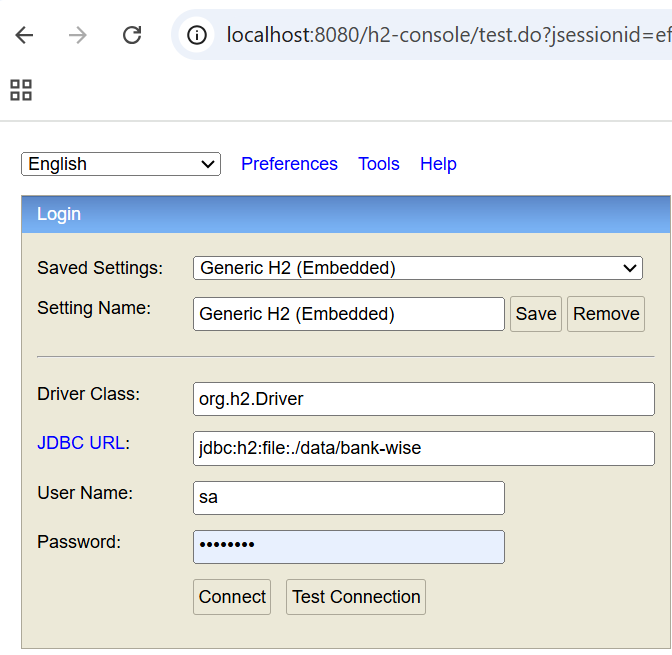 localhost:8080/h2-console/test.do?jsessionid=ef
English Preferences Tools Help
Login
Saved Settings: Generic H2 (Embedded)
Setting Name: Generic H2 (Embedded) Save Remove
Driver Class: org.h2.Driver
JDBC URL: jdbc:h2:file:./data/bank-wise
User Name: sa
Password: ••••••••
Connect Test Connection